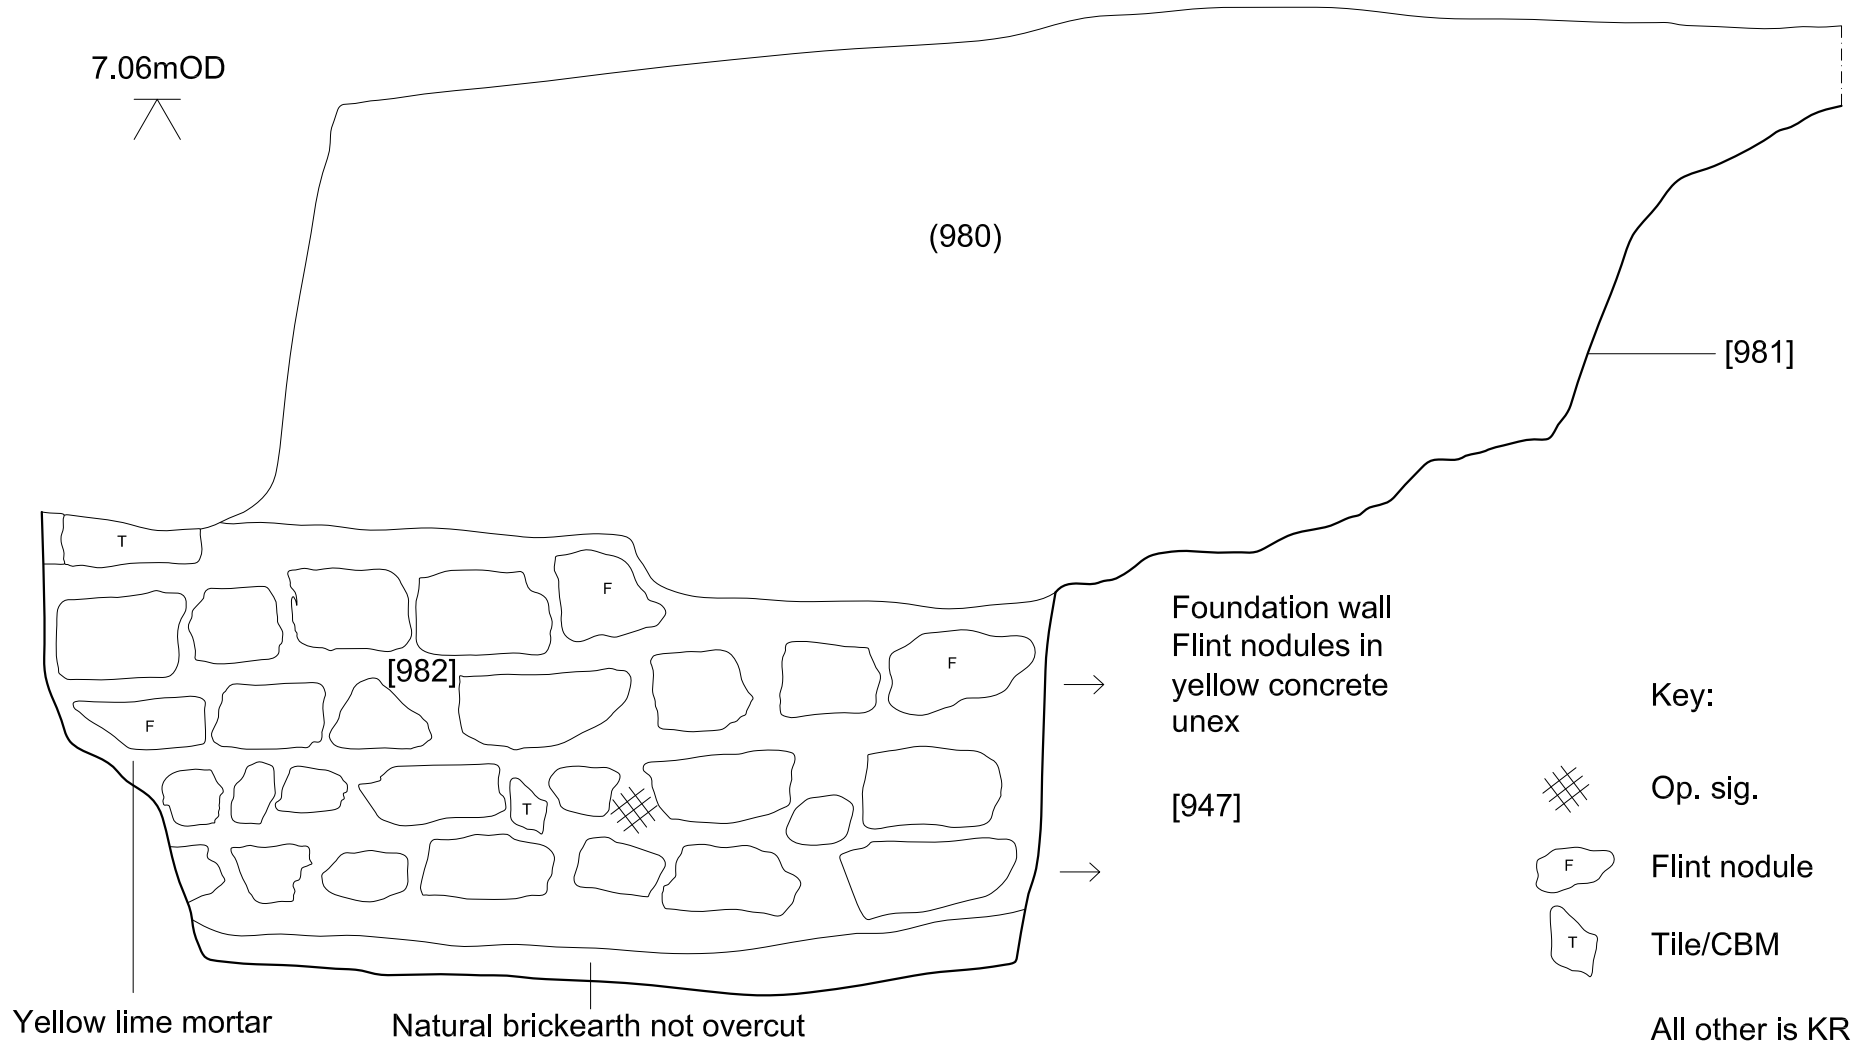 7.06mOD
(980)
[981]
T
F
[982]
F
F
T
Foundation wall
Flint nodules in
yellow concrete
unex
[947]
Yellow lime mortar
Natural brickearth not overcut
Key:
Op. sig.
F
Flint nodule
T
Tile/CBM
All other is KR